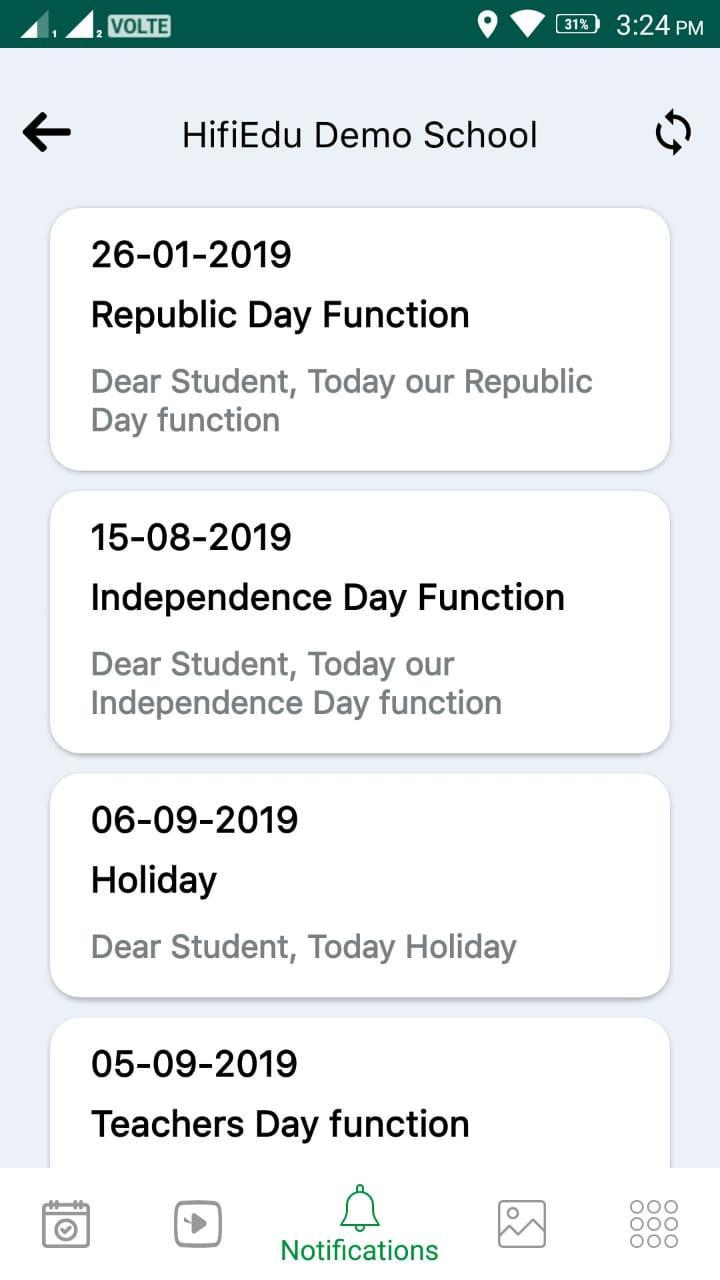 1 2 VOLTE 31% 3:24 PM
HifiEdu Demo School
26-01-2019
Republic Day Function
Dear Student, Today our Republic
Day function
15-08-2019
Independence Day Function
Dear Student, Today our
Independence Day function
06-09-2019
Holiday
Dear Student, Today Holiday
05-09-2019
Teachers Day function
Notifications